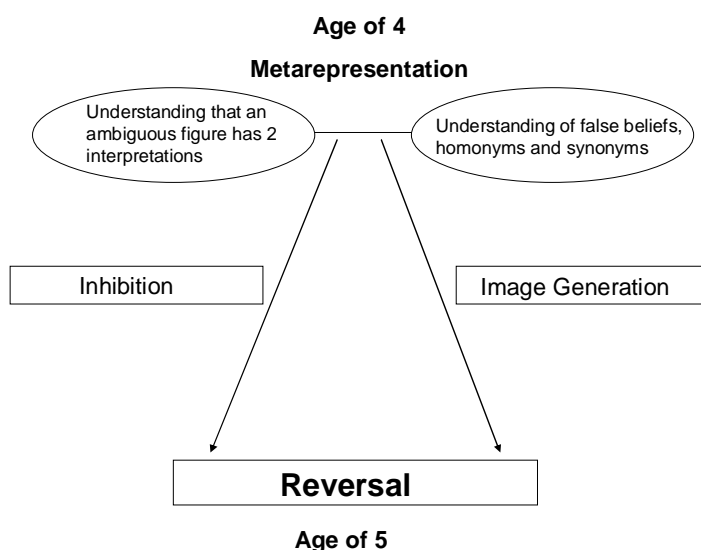 Age of 4
Metarepresentation
Understanding that an
ambiguous figure has 2
interpretations
Understanding of false beliefs,
homonyms and synonyms
Inhibition
Image Generation
Reversal
Age of 5